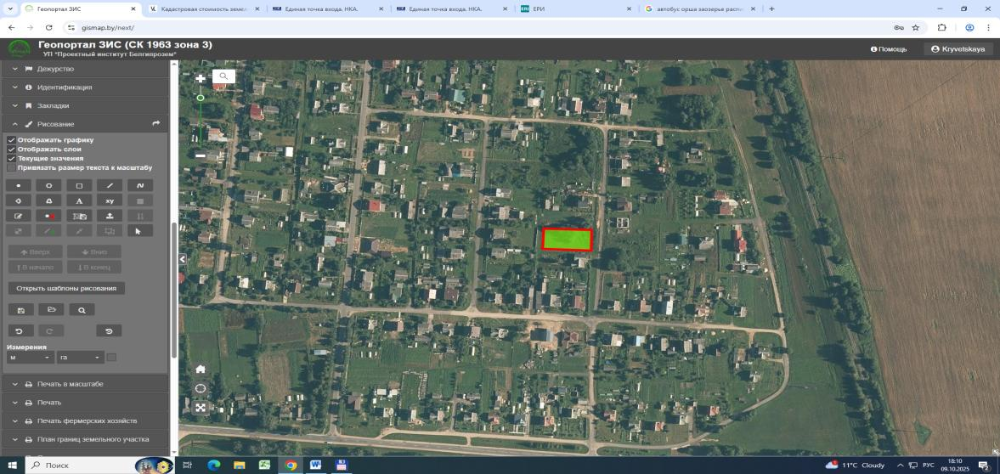 Геопортал ЗИС
Кадастровая стоимость земел
Единая точка входа. НКА.
Единая точка входа. НКА.
ЕРИ
автобус орша заозерье распи
gismap.by/next/
Геопортал ЗИС (СК 1963 зона 3)
УП "Проектный институт Белгипрозем"
Помощь
Kryvetskaya
Дежурство
Идентификация
Закладки
Рисование
Отображать графику
Отображать слои
Текущие значения
Привязать размер текста к масштабу
A
xy
Вверх
Вниз
В начало
В конец
Открыть шаблоны рисования
Измерения
м
га
Печать в масштабе
Печать
Печать фермерских хозяйств
План границ земельного участка
Поиск
11°C Cloudy
РУС
18:10
09.10.2025